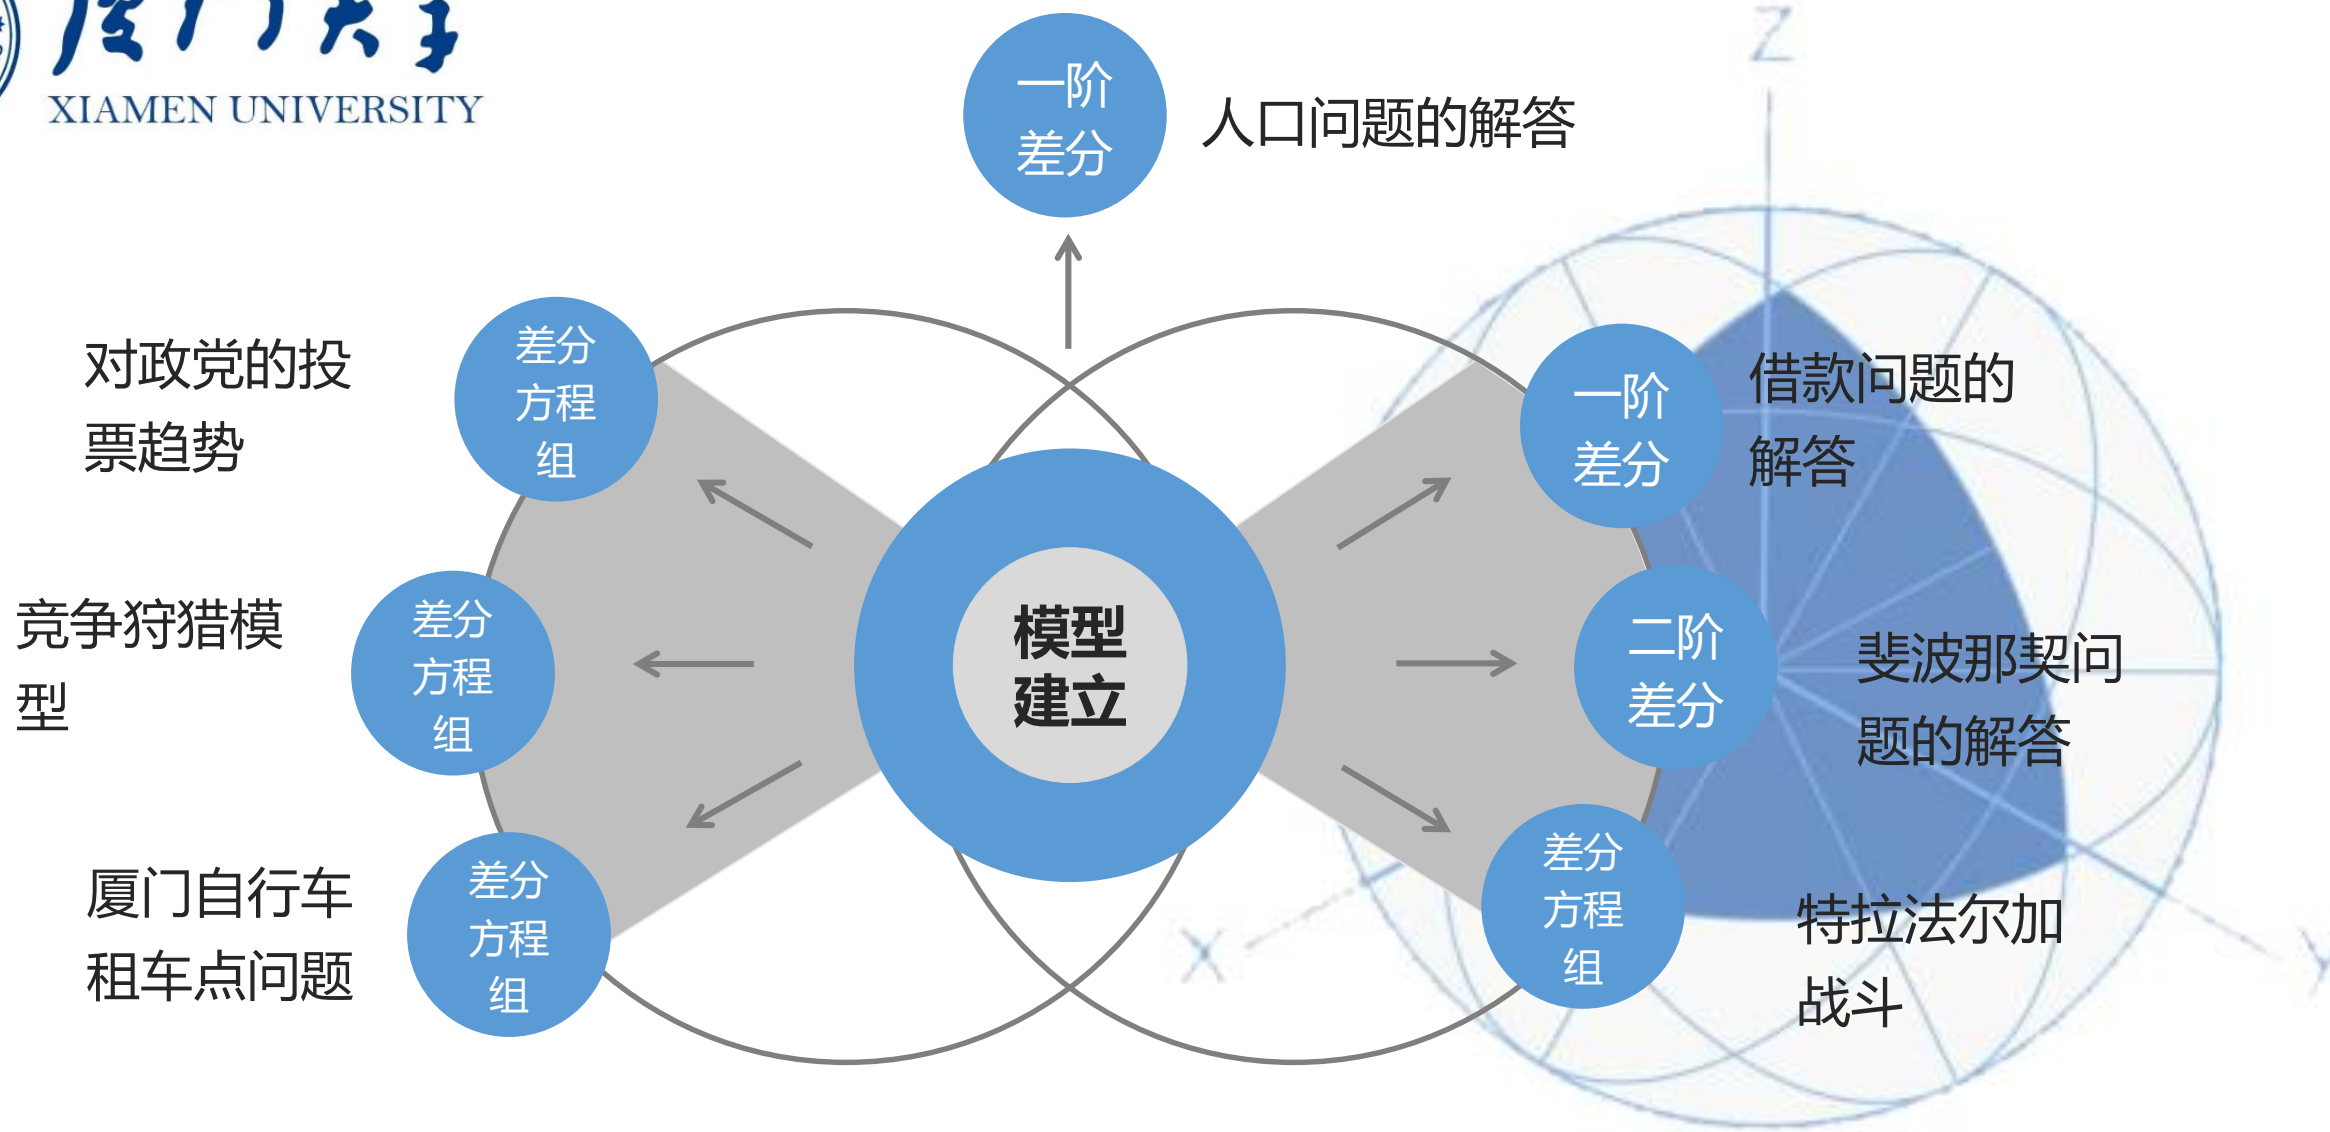 厦门大学
XIAMEN UNIVERSITY
一阶
差分
人口问题的解答
Z
对政党的投
票趋势
差分
方程
组
一阶
差分
借款问题的
解答
竞争狩猎模
型
差分
方程
组
模型
建立
二阶
差分
斐波那契问
题的解答
厦门自行车
租车点问题
差分
方程
组
差分
方程
组
特拉法尔加
战斗
X
Y